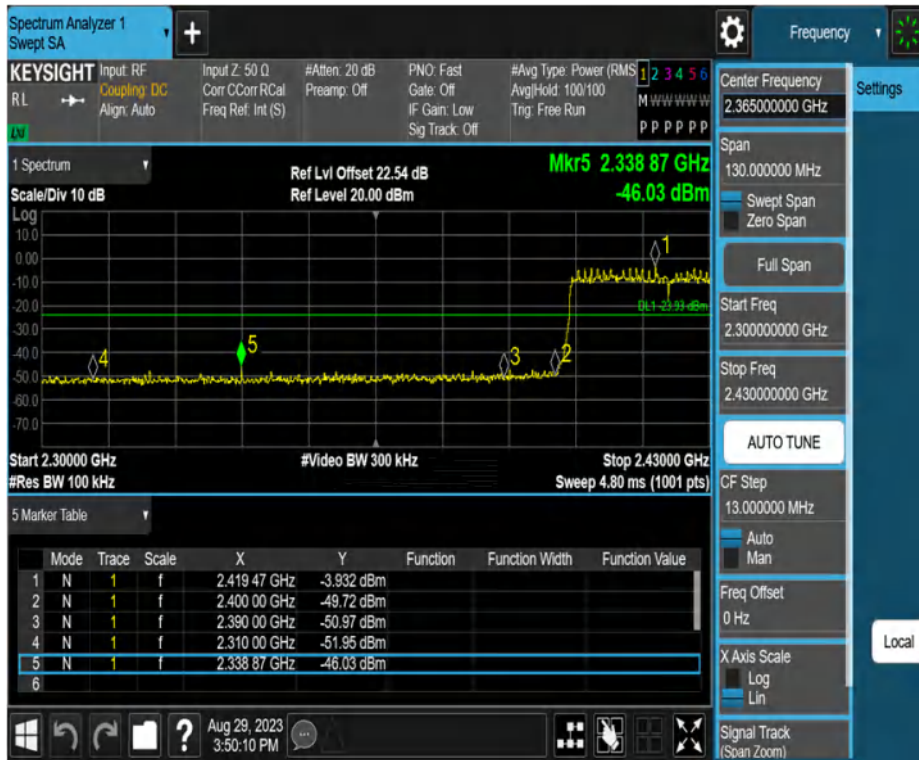 Spectrum Analyzer 1
Swept SA
+
Frequency
KEYSIGHT
RL
LXI
Input: RF
Coupling: DC
Align: Auto
Input Z: 50 Ω
Corr CCorr RCal
Freq Ref: Int (S)
#Atten: 20 dB
Preamp: Off
PNO: Fast
Gate: Off
IF Gain: Low
Sig Track: Off
#Avg Type: Power (RMS
Avg|Hold: 100/100
Trig: Free Run
1 2 3 4 5 6
M W W W W W
P P P P P P
1 Spectrum
Scale/Div 10 dB
Ref Lvl Offset 22.54 dB
Ref Level 20.00 dBm
Mkr5 2.338 87 GHz
-46.03 dBm
Log
10.0
0.00
-10.0
-20.0
-30.0
-40.0
-50.0
-60.0
-70.0
1
DL1 -23.93 dBm
4
5
3
2
Start 2.30000 GHz
#Res BW 100 kHz
#Video BW 300 kHz
Stop 2.43000 GHz
Sweep 4.80 ms (1001 pts)
5 Marker Table
Mode Trace Scale X Y Function Function Width Function Value
1 N 1 f 2.419 47 GHz -3.932 dBm
2 N 1 f 2.400 00 GHz -49.72 dBm
3 N 1 f 2.390 00 GHz -50.97 dBm
4 N 1 f 2.310 00 GHz -51.95 dBm
5 N 1 f 2.338 87 GHz -46.03 dBm
6
?
Aug 29, 2023
3:50:10 PM
Center Frequency
2.365000000 GHz
Settings
Span
130.000000 MHz
Swept Span
Zero Span
Full Span
Start Freq
2.300000000 GHz
Stop Freq
2.430000000 GHz
AUTO TUNE
CF Step
13.000000 MHz
Auto
Man
Freq Offset
0 Hz
Local
X Axis Scale
Log
Lin
Signal Track
(Span Zoom)